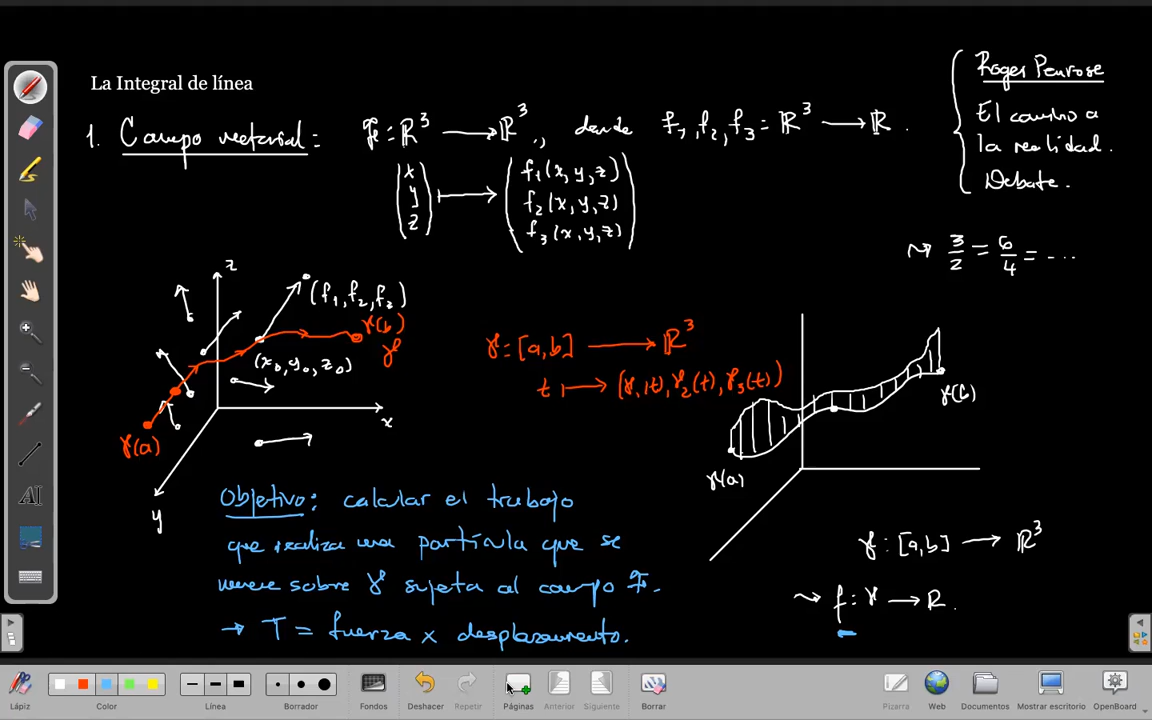 La Integral de línea
1. Campo vectorial: F: ℝ³ → ℝ³, donde f₁, f₂, f₃ = ℝ³ → ℝ.
(x y z) ↦ (f₁(x,y,z) f₂(x,y,z) f₃(x,y,z))
Roger Penrose
El camino a
la realidad.
Debate.
⇝ 3/2 = 6/4 = ...
z
(f₁, f₂, f₃)
γ(b)
γ
(x₀, y₀, z₀)
x
γ(a)
y
γ: [a,b] → ℝ³
t ↦ (γ₁(t), γ₂(t), γ₃(t))
γ(b)
γ(a)
Objetivo: calcular el trabajo
que realiza una partícula que se
mueve sobre γ sujeta al campo F.
→ T = fuerza x desplazamiento.
γ: [a,b] → ℝ³
⇝ f: γ → ℝ.
Lápiz Color Línea Borrador Fondos Deshacer Repetir Páginas Anterior Siguiente Borrar Pizarra Web Documentos Mostrar escritorio OpenBoard